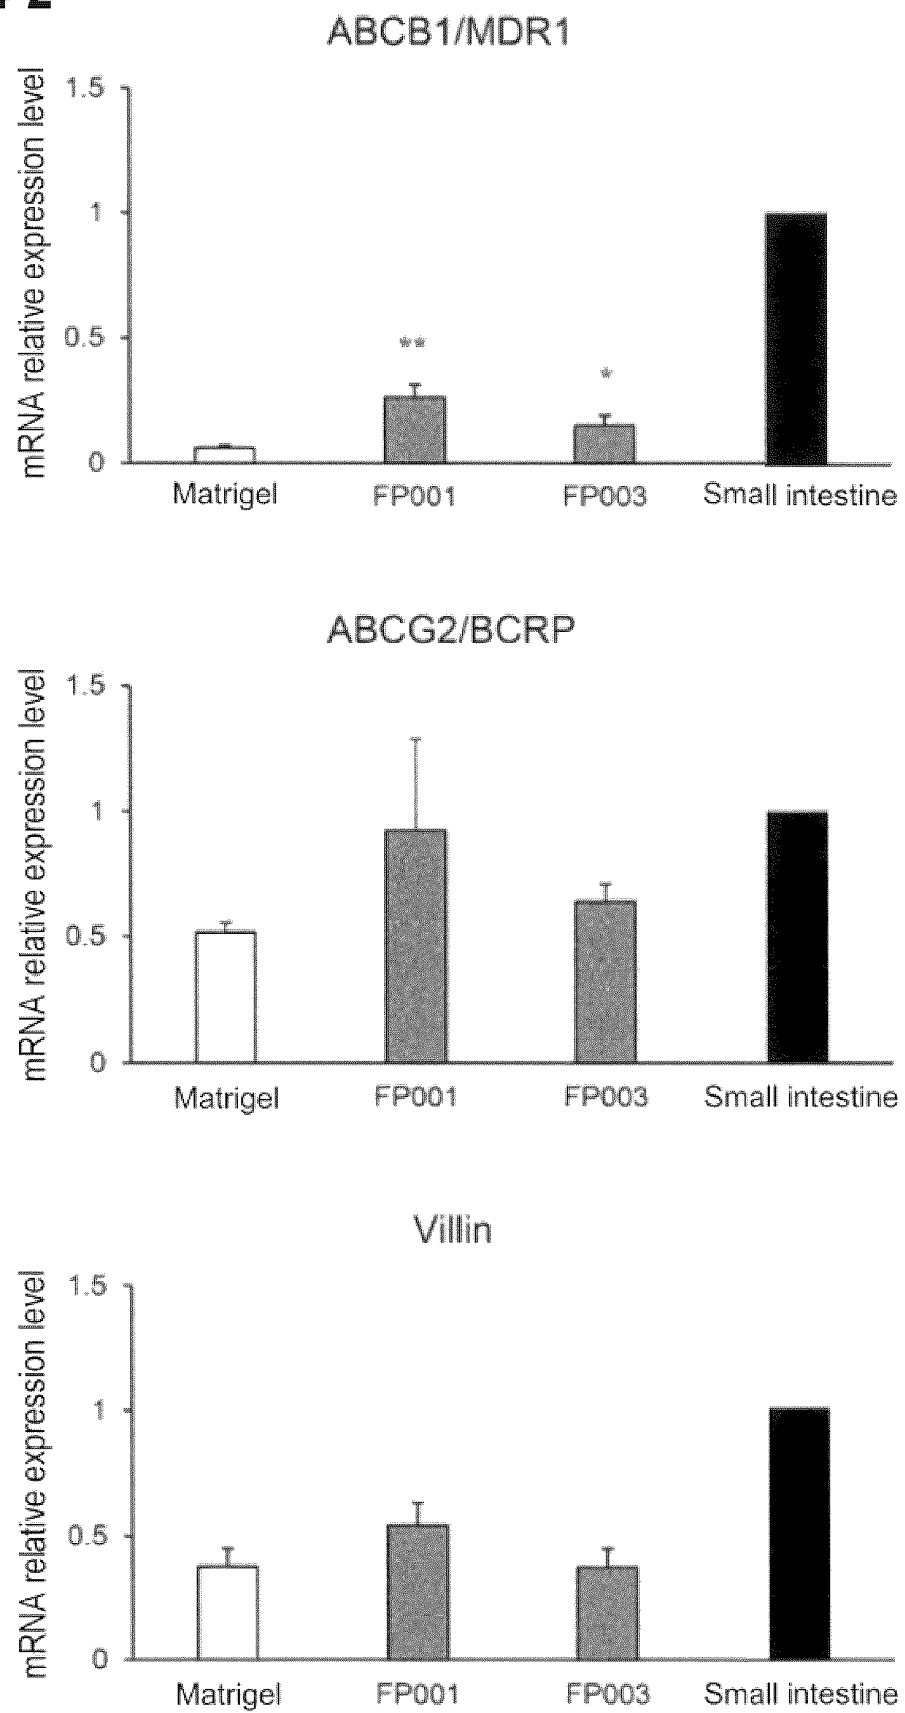 ABCB1/MDR1
mRNA relative expression level
1.5
1
0.5
0
**
*
Matrigel FP001 FP003 Small intestine
ABCG2/BCRP
mRNA relative expression level
1.5
1
0.5
0
Matrigel FP001 FP003 Small intestine
Villin
mRNA relative expression level
1.5
1
0.5
0
Matrigel FP001 FP003 Small intestine